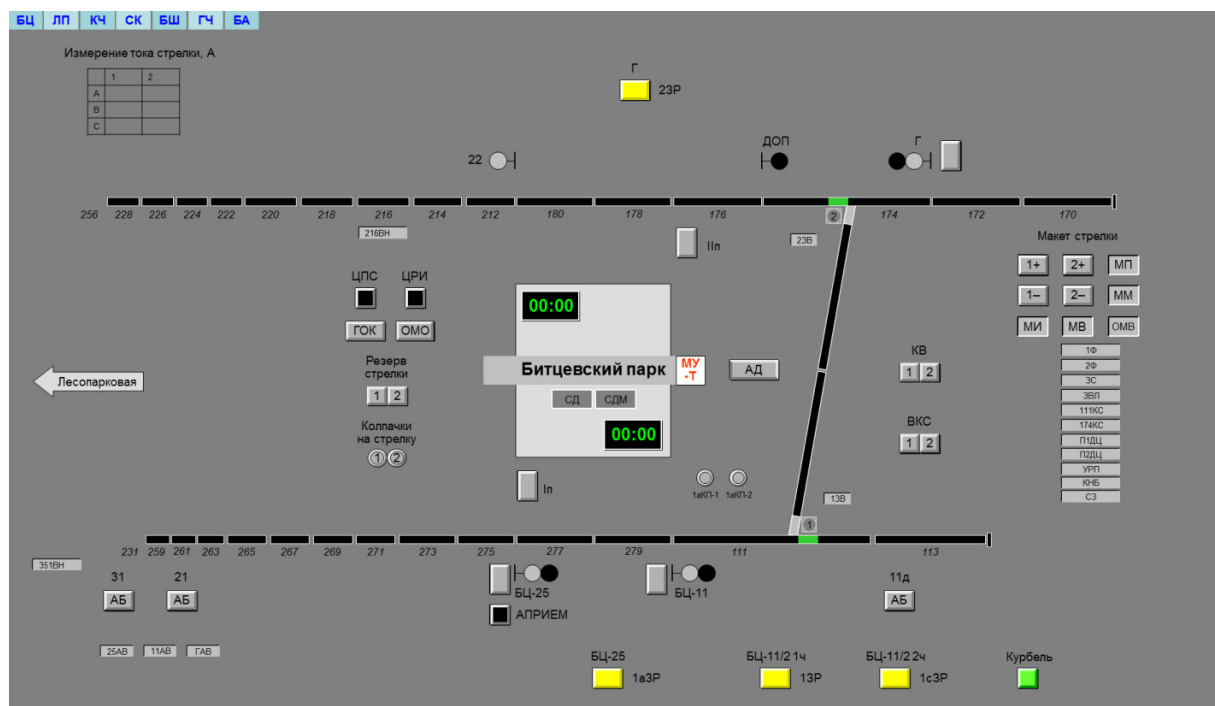 БЦ ЛП КЧ СК БШ ГЧ БА
Измерение тока стрелки, А
1 2
А
В
С
Г
23Р
22
ДОП
Г
256 228 226 224 222 220 218 216 214 212 180 178 176 2 174 172 170
216ВН
IIп
23В
Макет стрелки
1+ 2+ МП
1– 2– ММ
МИ МВ ОМВ
ЦПС ЦРИ
ГОК ОМО
00:00
Резерв
стрелки
1 2
Лесопарковая
Битцевский парк
МУ
-Т
АД
КВ
1 2
1Ф
2Ф
3С
3ВЛ
111КС
174КС
П1ДЦ
П2ДЦ
УРП
КНБ
СЗ
СД СДМ
Колпачки
на стрелку
1 2
00:00
ВКС
1 2
Iп
1аКП-1 1аКП-2
13В
1
231 259 261 263 265 267 269 271 273 275 277 279 111 113
351ВН
31 21
АБ АБ
БЦ-25
АПРИЕМ
БЦ-11
11д
АБ
25АВ 11АВ ГАВ
БЦ-25
1а3Р
БЦ-11/2 1ч
13Р
БЦ-11/2 2ч
1с3Р
Курбель